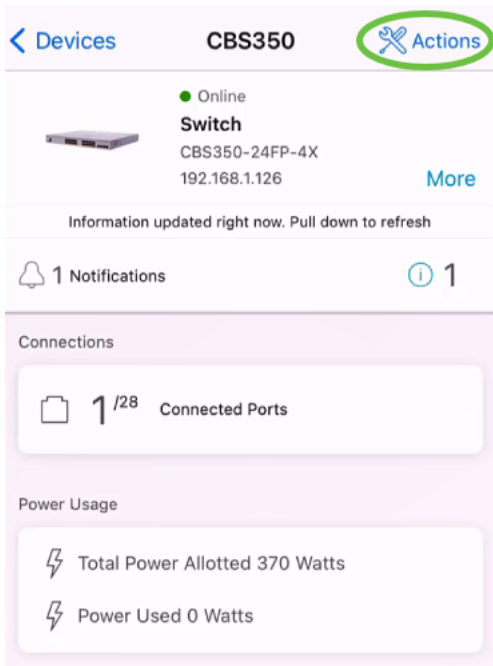 Devices CBS350 Actions
Online
Switch
CBS350-24FP-4X
192.168.1.126 More
Information updated right now. Pull down to refresh
1 Notifications 1
Connections
1/28 Connected Ports
Power Usage
Total Power Allotted 370 Watts
Power Used 0 Watts